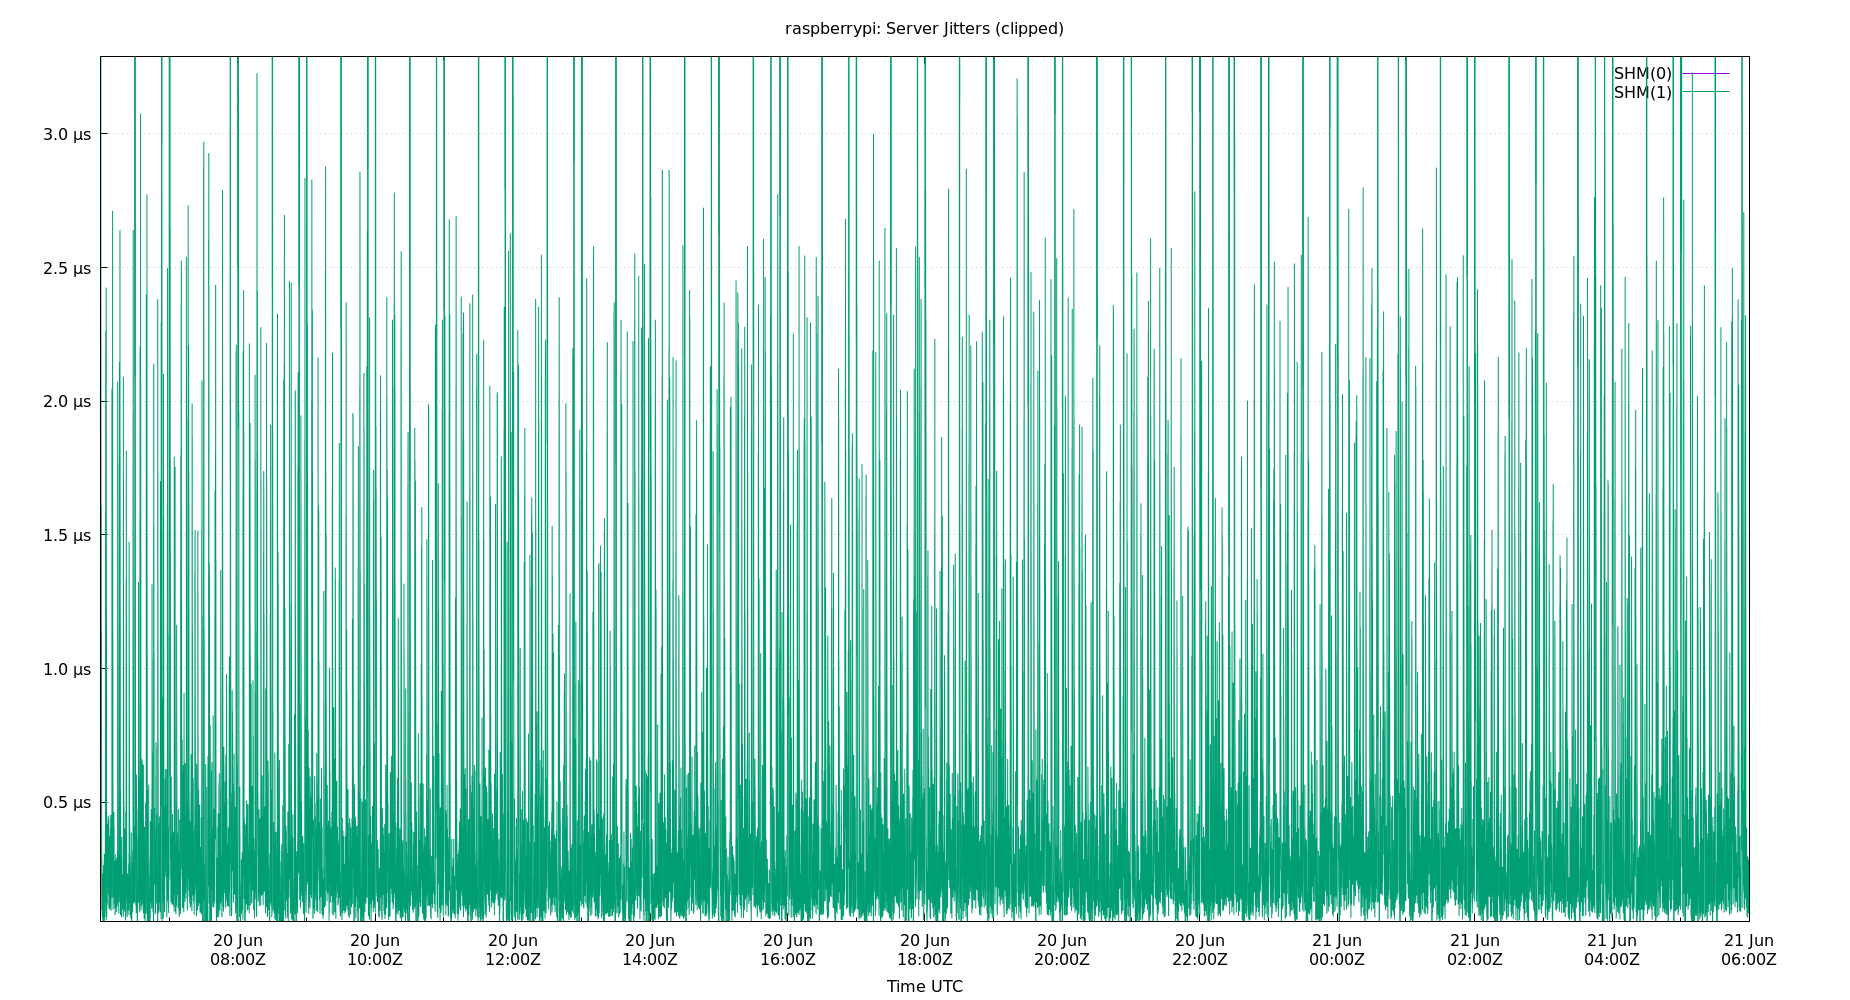 raspberrypi: Server Jitters (clipped)
SHM(0)
SHM(1)
3.0 µs
2.5 µs
2.0 µs
1.5 µs
1.0 µs
0.5 µs
20 Jun 20 Jun 20 Jun 20 Jun 20 Jun 20 Jun 20 Jun 20 Jun 21 Jun 21 Jun 21 Jun 21 Jun
08:00Z 10:00Z 12:00Z 14:00Z 16:00Z 18:00Z 20:00Z 22:00Z 00:00Z 02:00Z 04:00Z 06:00Z
Time UTC